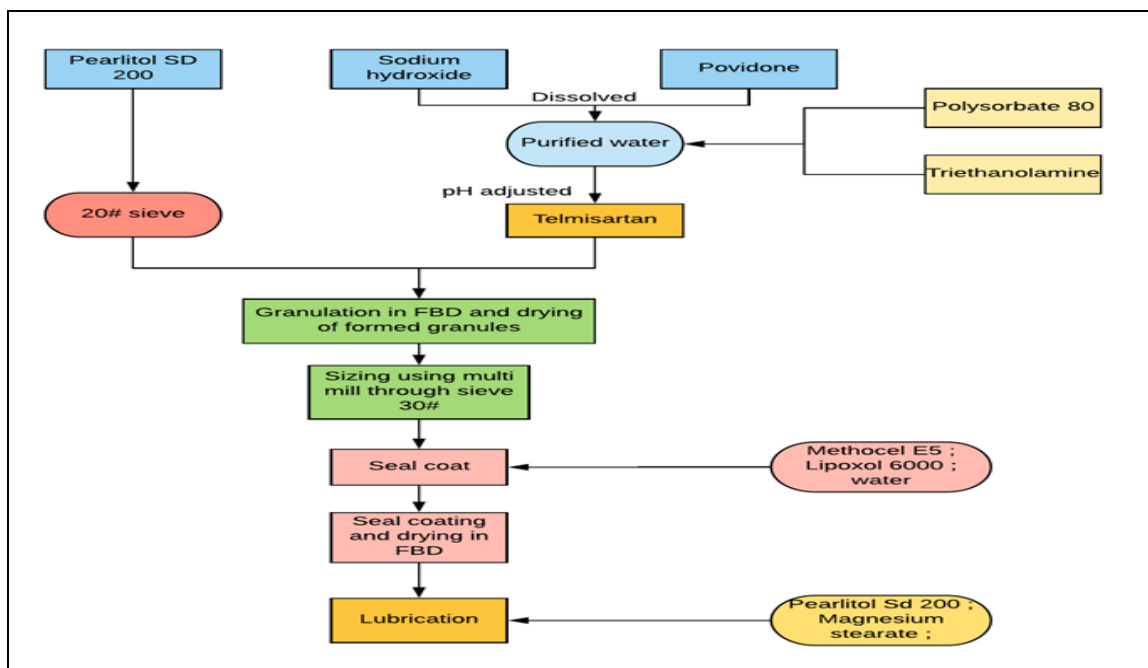 Pearlitol SD
200
Sodium
hydroxide
Povidone
Dissolved
Polysorbate 80
Purified water
Triethanolamine
pH adjusted
20# sieve
Telmisartan
Granulation in FBD and drying
of formed granules
Sizing using multi
mill through sieve
30#
Seal coat
Methocel E5 ;
Lipoxol 6000 ;
water
Seal coating
and drying in
FBD
Lubrication
Pearlitol Sd 200 ;
Magnesium
stearate ;